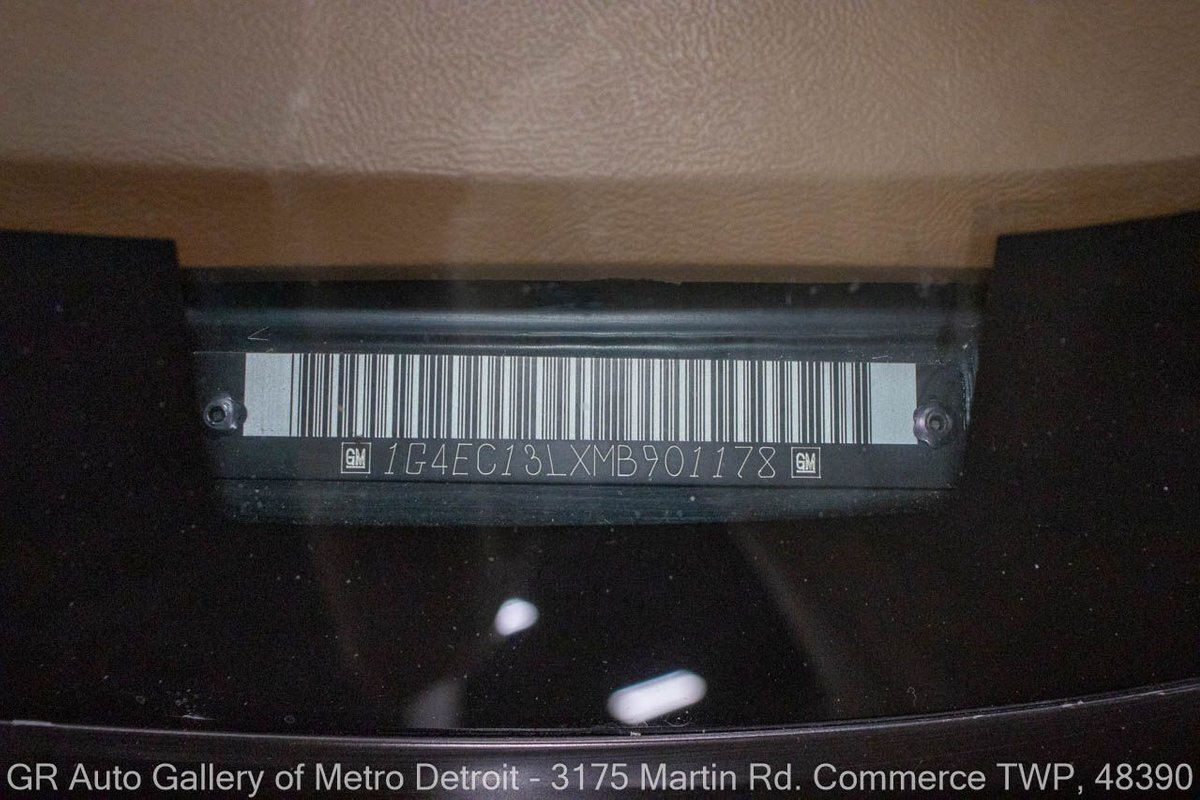 GM 1G4EC13LXMB901178 GM
GR Auto Gallery of Metro Detroit - 3175 Martin Rd. Commerce TWP, 48390